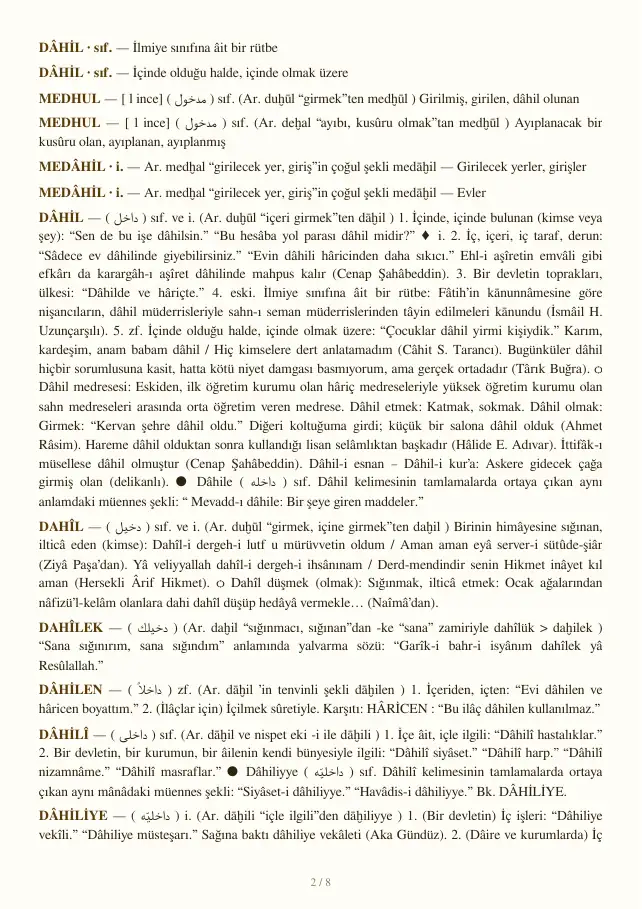 DÂHİL · sıf. — İlmiye sınıfına âit bir rütbe
DÂHİL · sıf. — İçinde olduğu halde, içinde olmak üzere
MEDHUL — [ l ince] ( مدخول ) sıf. (Ar. duḫūl “girmek”ten medḫūl ) Girilmiş, girilen, dâhil olunan
MEDHUL — [ l ince] ( مدخول ) sıf. (Ar. deḫal “ayıbı, kusûru olmak”tan medḫūl ) Ayıplanacak bir
kusûru olan, ayıplanan, ayıplanmış
MEDÂHİL · i. — Ar. medḫal “girilecek yer, giriş”in çoğul şekli medāḫil — Girilecek yerler, girişler
MEDÂHİL · i. — Ar. medḫal “girilecek yer, giriş”in çoğul şekli medāḫil — Evler
DÂHİL — ( داخل ) sıf. ve i. (Ar. duḫūl “içeri girmek”ten dāḫil ) 1. İçinde, içinde bulunan (kimse veya
şey): “Sen de bu işe dâhilsin.” “Bu hesâba yol parası dâhil midir?” ♦ i. 2. İç, içeri, iç taraf, derun:
“Sâdece ev dâhilinde giyebilirsiniz.” “Evin dâhili hâricinden daha sıkıcı.” Ehl-i aşîretin emvâli gibi
efkârı da karargâh-ı aşîret dâhilinde mahpus kalır (Cenap Şahâbeddin). 3. Bir devletin toprakları,
ülkesi: “Dâhilde ve hâriçte.” 4. eski. İlmiye sınıfına âit bir rütbe: Fâtih’in kānunnâmesine göre
nişancıların, dâhil müderrisleriyle sahn-ı seman müderrislerinden tâyin edilmeleri kānundu (İsmâil H.
Uzunçarşılı). 5. zf. İçinde olduğu halde, içinde olmak üzere: “Çocuklar dâhil yirmi kişiydik.” Karım,
kardeşim, anam babam dâhil / Hiç kimselere dert anlatamadım (Câhit S. Tarancı). Bugünküler dâhil
hiçbir sorumlusuna kasit, hatta kötü niyet damgası basmıyorum, ama gerçek ortadadır (Târık Buğra). ○
Dâhil medresesi: Eskiden, ilk öğretim kurumu olan hâriç medreseleriyle yüksek öğretim kurumu olan
sahn medreseleri arasında orta öğretim veren medrese. Dâhil etmek: Katmak, sokmak. Dâhil olmak:
Girmek: “Kervan şehre dâhil oldu.” Diğeri koltuğuma girdi; küçük bir salona dâhil olduk (Ahmet
Râsim). Hareme dâhil olduktan sonra kullandığı lisan selâmlıktan başkadır (Hâlide E. Adıvar). İttifâk-ı
müsellese dâhil olmuştur (Cenap Şahâbeddin). Dâhil-i esnan – Dâhil-i kur’a: Askere gidecek çağa
girmiş olan (delikanlı). ● Dâhile ( داخله ) sıf. Dâhil kelimesinin tamlamalarda ortaya çıkan aynı
anlamdaki müennes şekli: “ Mevadd-ı dâhile: Bir şeye giren maddeler.”
DAHÎL — ( دخيل ) sıf. ve i. (Ar. duḫūl “girmek, içine girmek”ten daḫіl ) Birinin himâyesine sığınan,
ilticâ eden (kimse): Dahîl-i dergeh-i lutf u mürüvvetin oldum / Aman aman eyâ server-i sütûde-şiâr
(Ziyâ Paşa’dan). Yâ veliyyallah dahîl-i dergeh-i ihsânınam / Derd-mendindir senin Hikmet inâyet kıl
aman (Hersekli Ârif Hikmet). ○ Dahîl düşmek (olmak): Sığınmak, ilticâ etmek: Ocak ağalarından
nâfizü’l-kelâm olanlara dahi dahîl düşüp hedâyâ vermekle… (Naîmâ’dan).
DAHÎLEK — ( دخيلك ) (Ar. daḫіl “sığınmacı, sığınan”dan -ke “sana” zamiriyle dahîlük > daḫіlek )
“Sana sığınırım, sana sığındım” anlamında yalvarma sözü: “Garîk-i bahr-i isyânım dahîlek yâ
Resûlallah.”
DÂHİLEN — ( داخلاً ) zf. (Ar. dāḫil ’in tenvinli şekli dāḫilen ) 1. İçeriden, içten: “Evi dâhilen ve
hâricen boyattım.” 2. (İlâçlar için) İçilmek sûretiyle. Karşıtı: HÂRİCEN : “Bu ilâç dâhilen kullanılmaz.”
DÂHİLÎ — ( داخلى ) sıf. (Ar. dāḫіl ve nispet eki -і ile dāḫilі ) 1. İçe âit, içle ilgili: “Dâhilî hastalıklar.”
2. Bir devletin, bir kurumun, bir âilenin kendi bünyesiyle ilgili: “Dâhilî siyâset.” “Dâhilî harp.” “Dâhilî
nizamnâme.” “Dâhilî masraflar.” ● Dâhiliyye ( داخليّه ) sıf. Dâhilî kelimesinin tamlamalarda ortaya
çıkan aynı mânâdaki müennes şekli: “Siyâset-i dâhiliyye.” “Havâdis-i dâhiliyye.” Bk. DÂHİLİYE.
DÂHİLİYE — ( داخليّه ) i. (Ar. dāḫilі “içle ilgili”den dāḫiliyye ) 1. (Bir devletin) İç işleri: “Dâhiliye
vekîli.” “Dâhiliye müsteşarı.” Sağına baktı dâhiliye vekâleti (Aka Gündüz). 2. (Dâire ve kurumlarda) İç
2 / 8